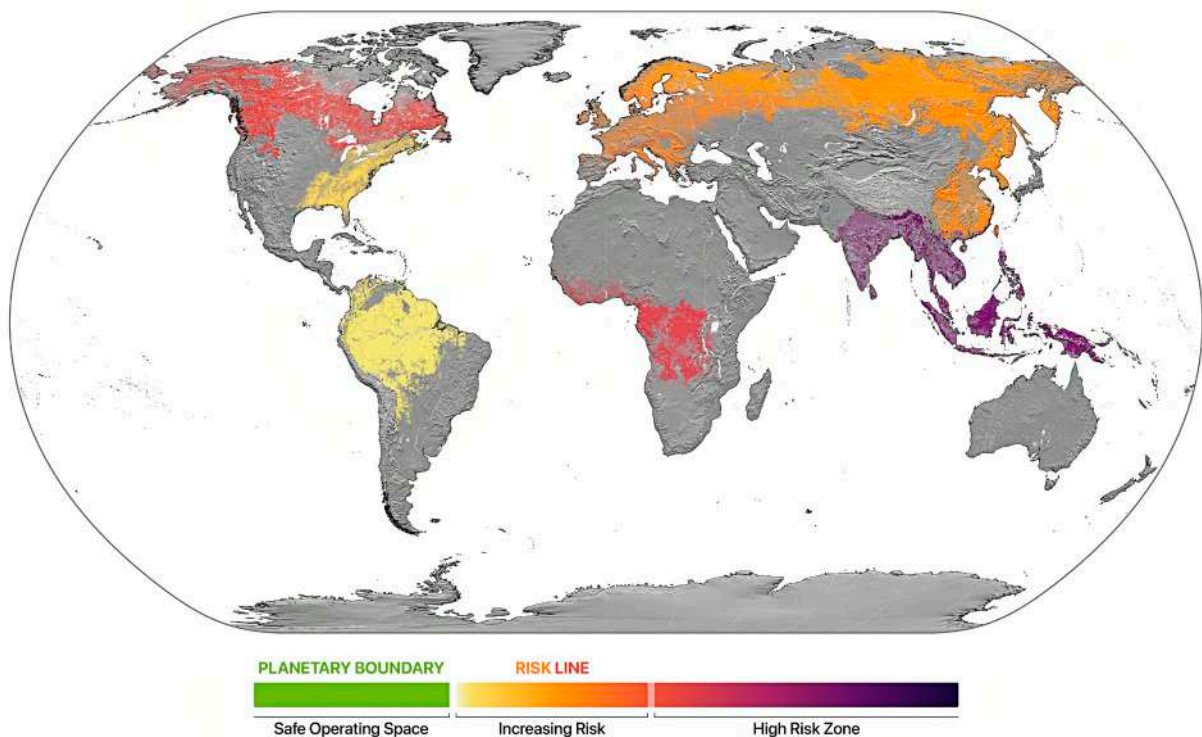 PLANETARY BOUNDARY
RISK LINE
Safe Operating Space
Increasing Risk
High Risk Zone